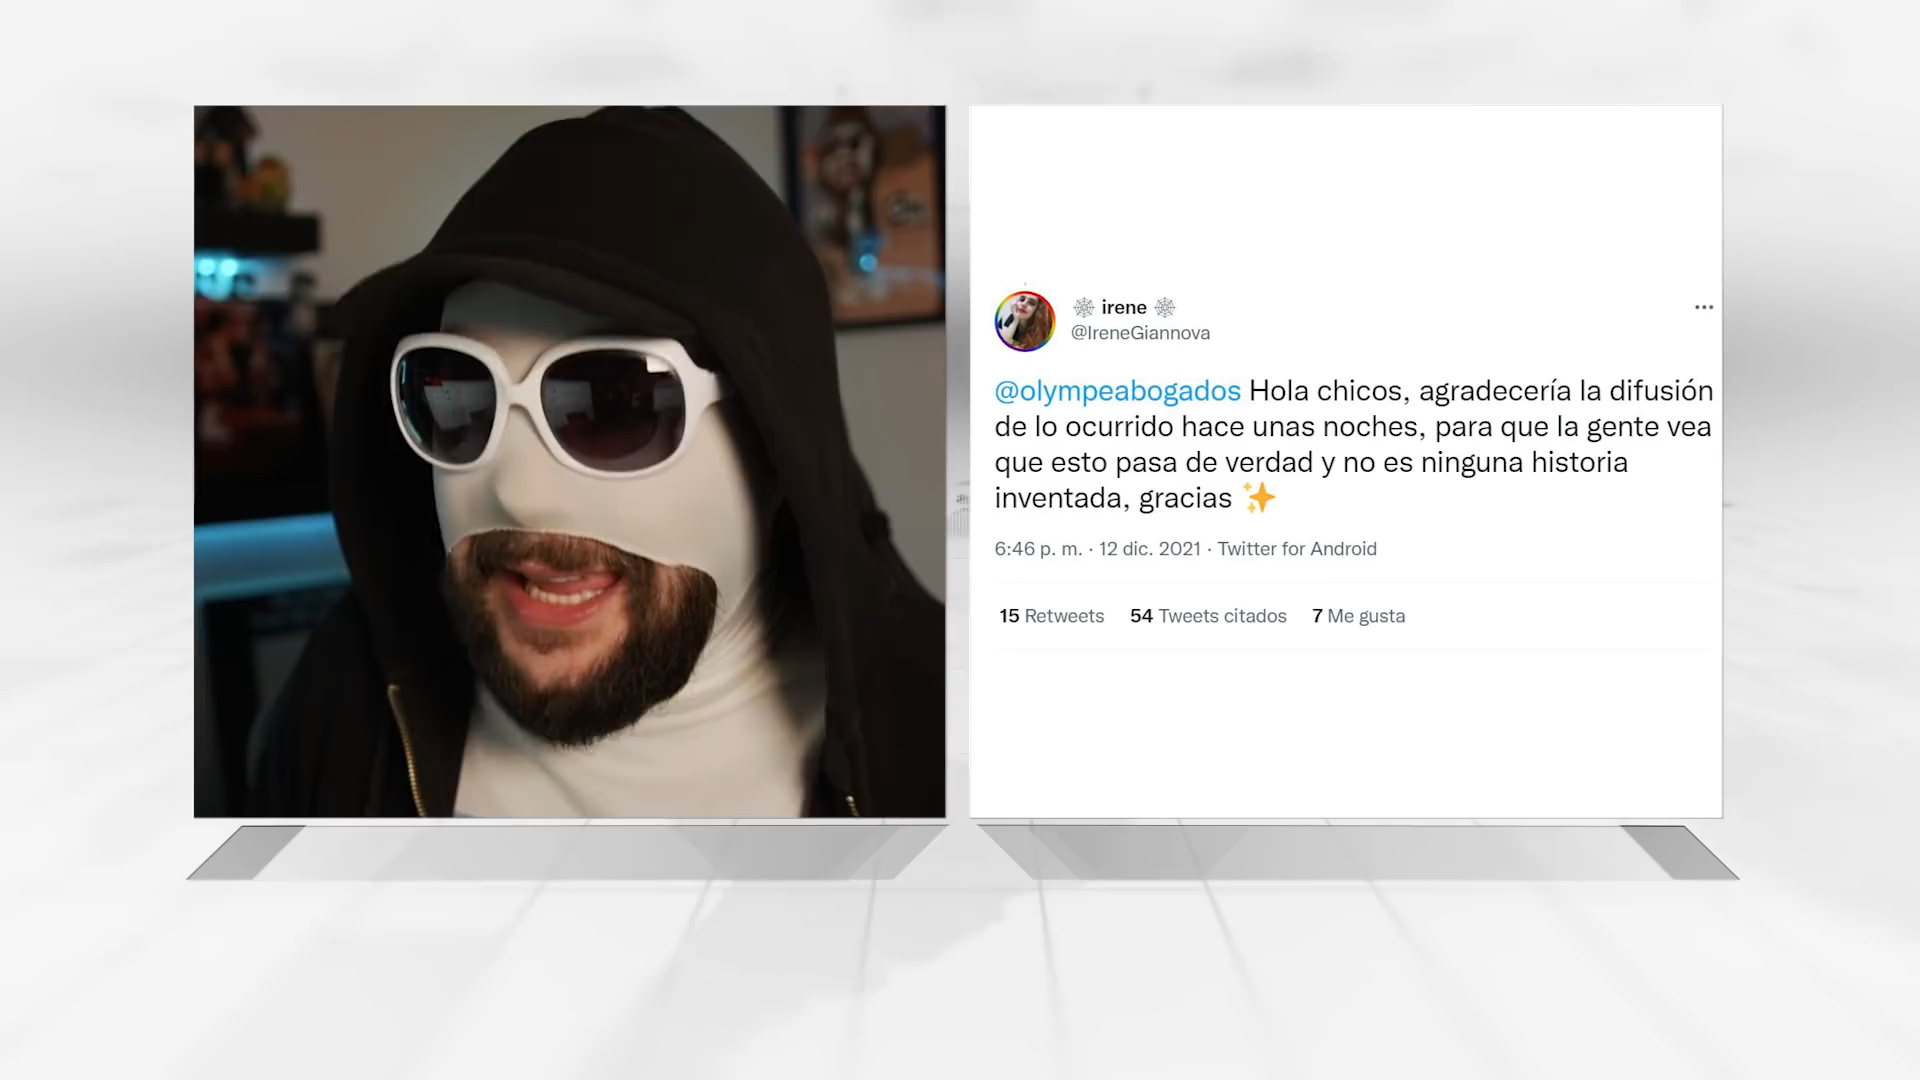 irene
@IreneGiannova
@olympeabogados Hola chicos, agradecería la difusión
de lo ocurrido hace unas noches, para que la gente vea
que esto pasa de verdad y no es ninguna historia
inventada, gracias ✨
6:46 p. m. · 12 dic. 2021 · Twitter for Android
15 Retweets 54 Tweets citados 7 Me gusta